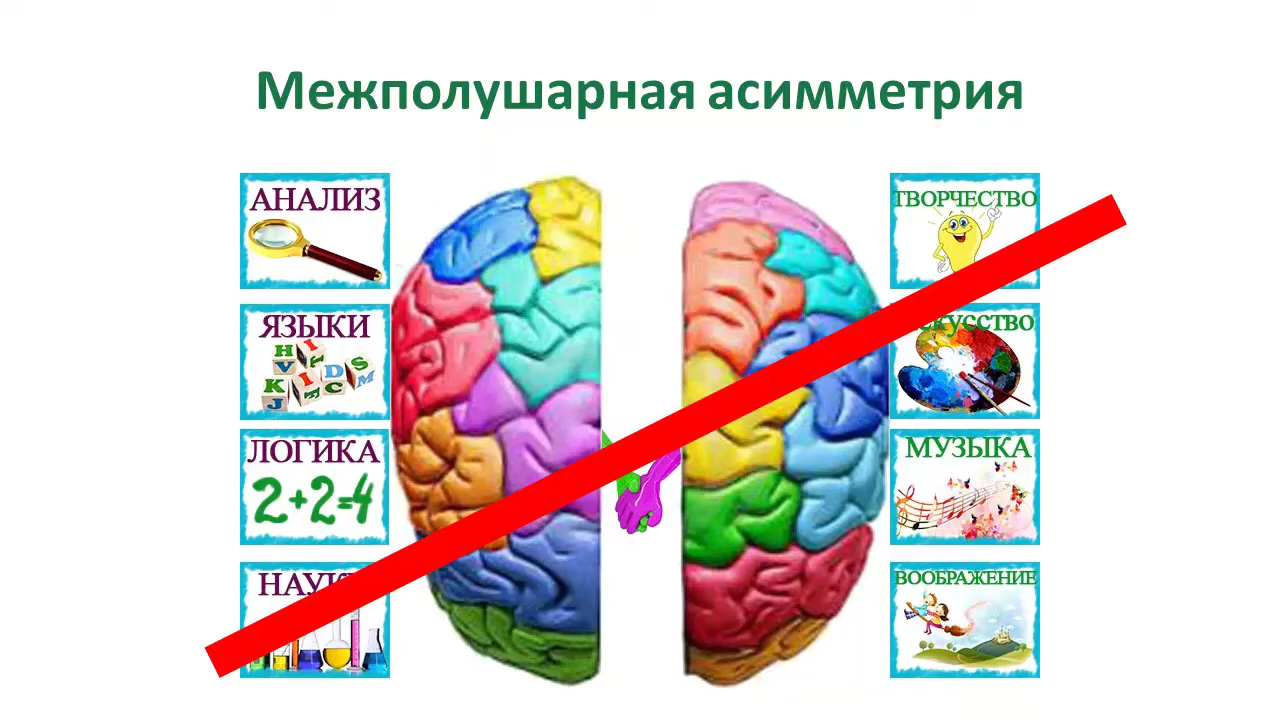 Межполушарная асимметрия
АНАЛИЗ
ЯЗЫКИ
ЛОГИКА
2+2=4
ТВОРЧЕСТВО
МУЗЫКА
ВООБРАЖЕНИЕ